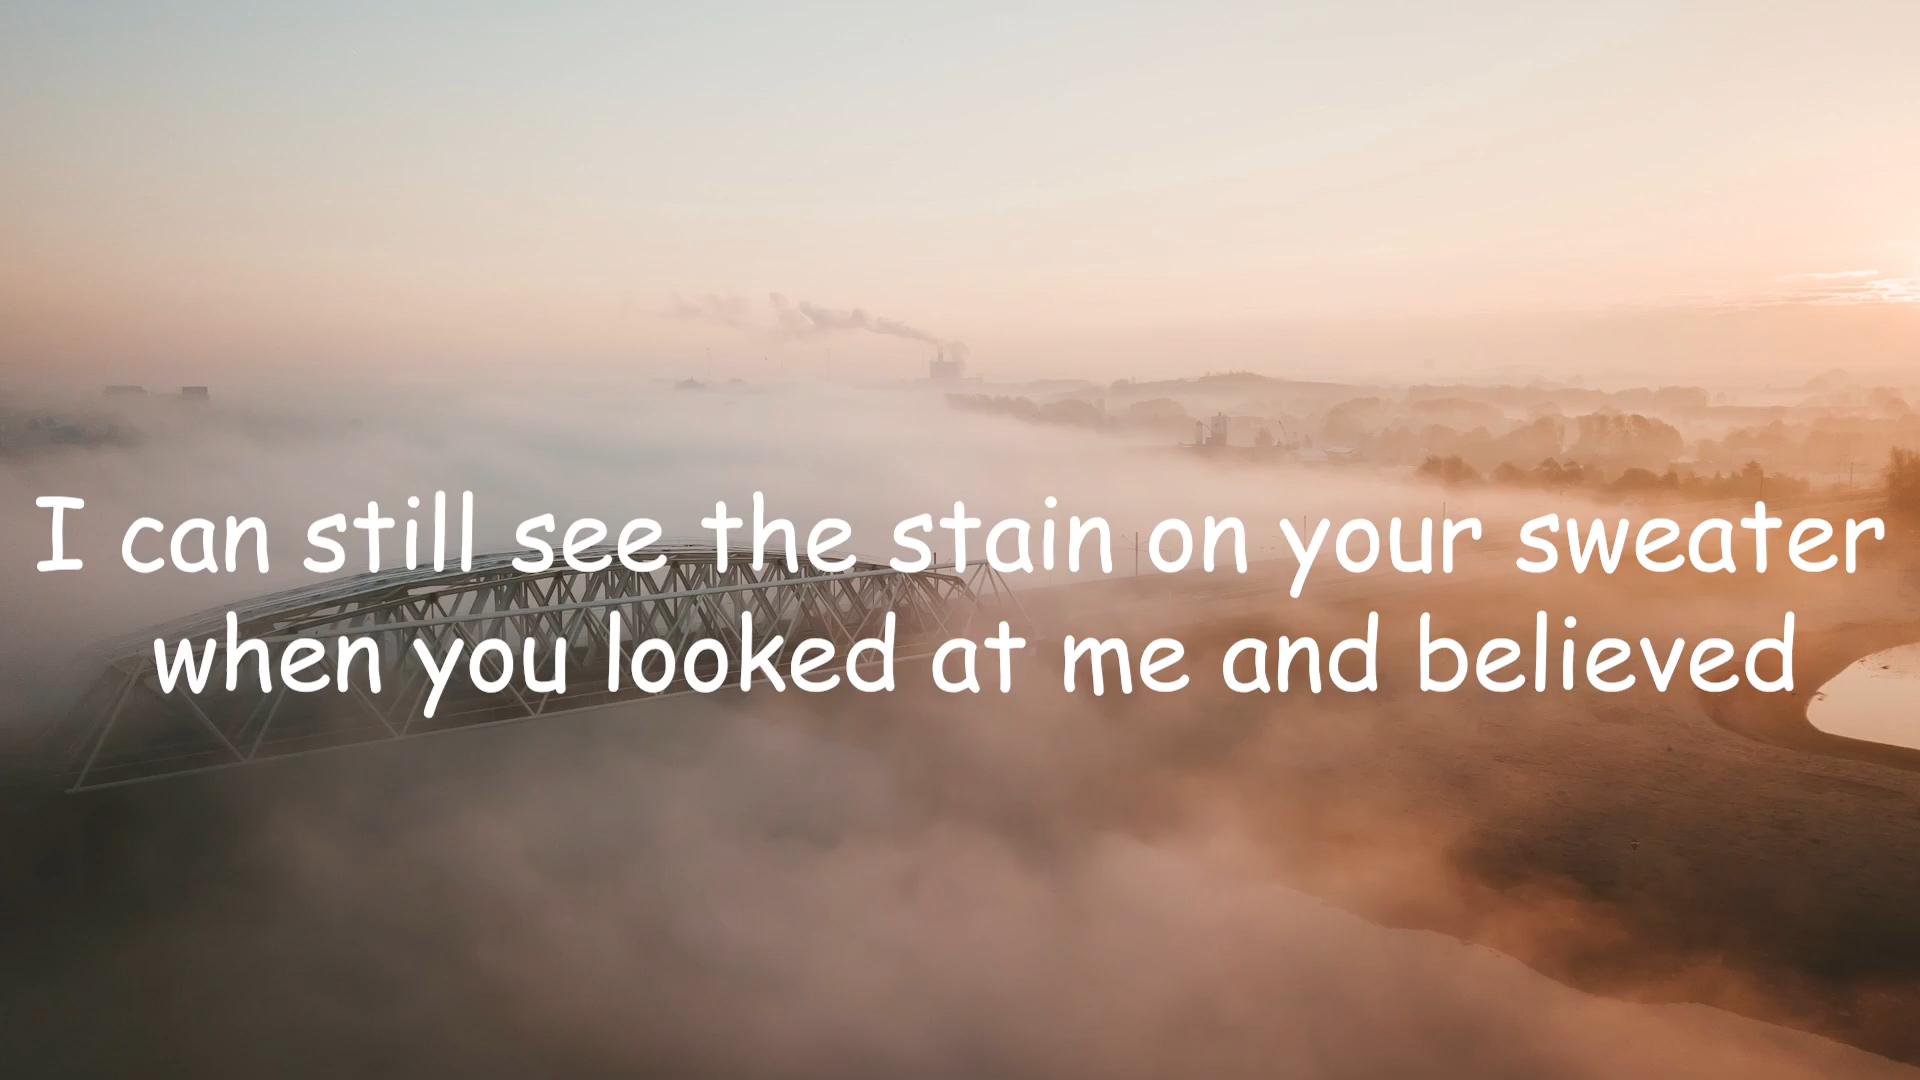 I can still see the stain on your sweater
when you looked at me and believed